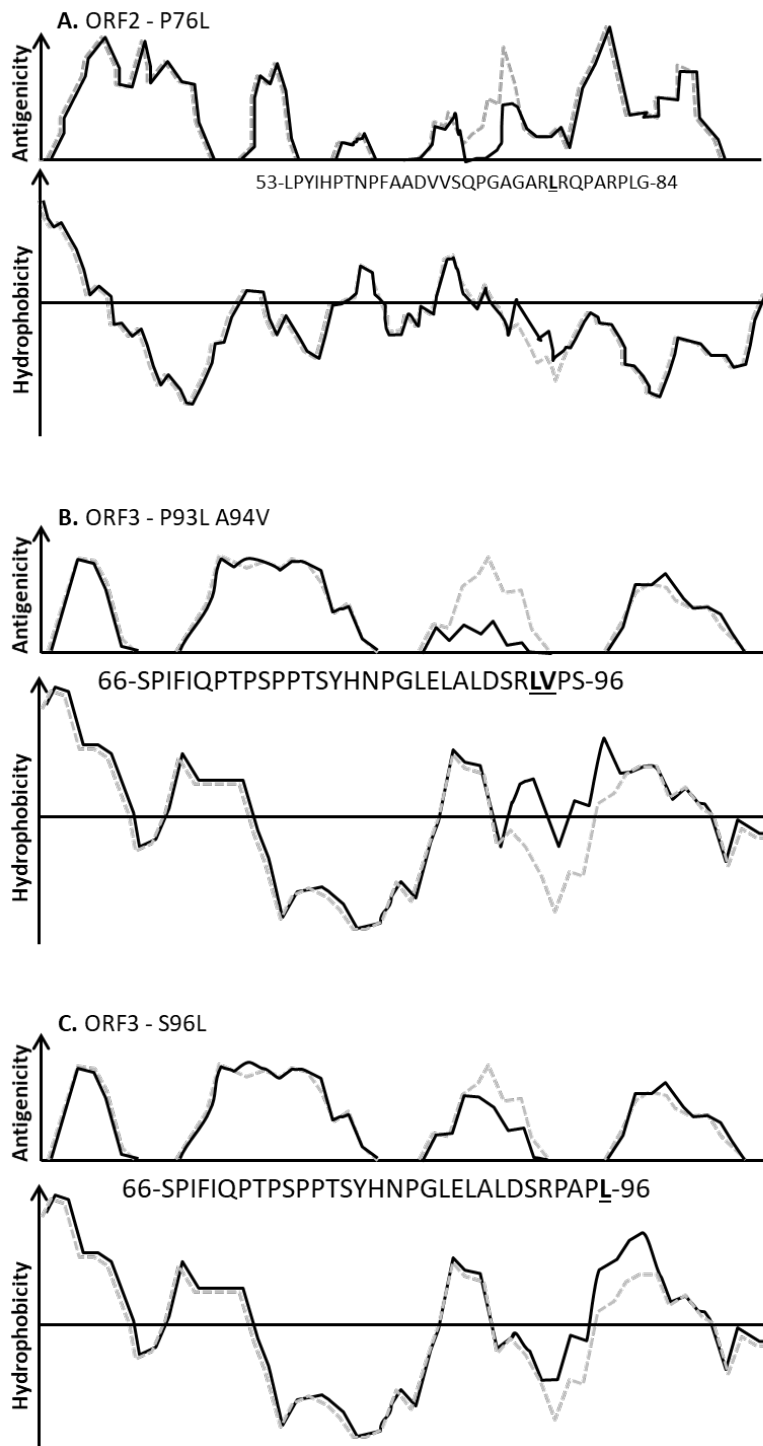 A. ORF2 - P76L
Antigenicity
53-LPYIHPTNPFAADVVSQPGAGARLRQPARPLG-84
Hydrophobicity
B. ORF3 - P93L A94V
Antigenicity
66-SPIFIQPTPSPPTSYHNPGLELALDSRLVPS-96
Hydrophobicity
C. ORF3 - S96L
Antigenicity
66-SPIFIQPTPSPPTSYHNPGLELALDSRPAPL-96
Hydrophobicity